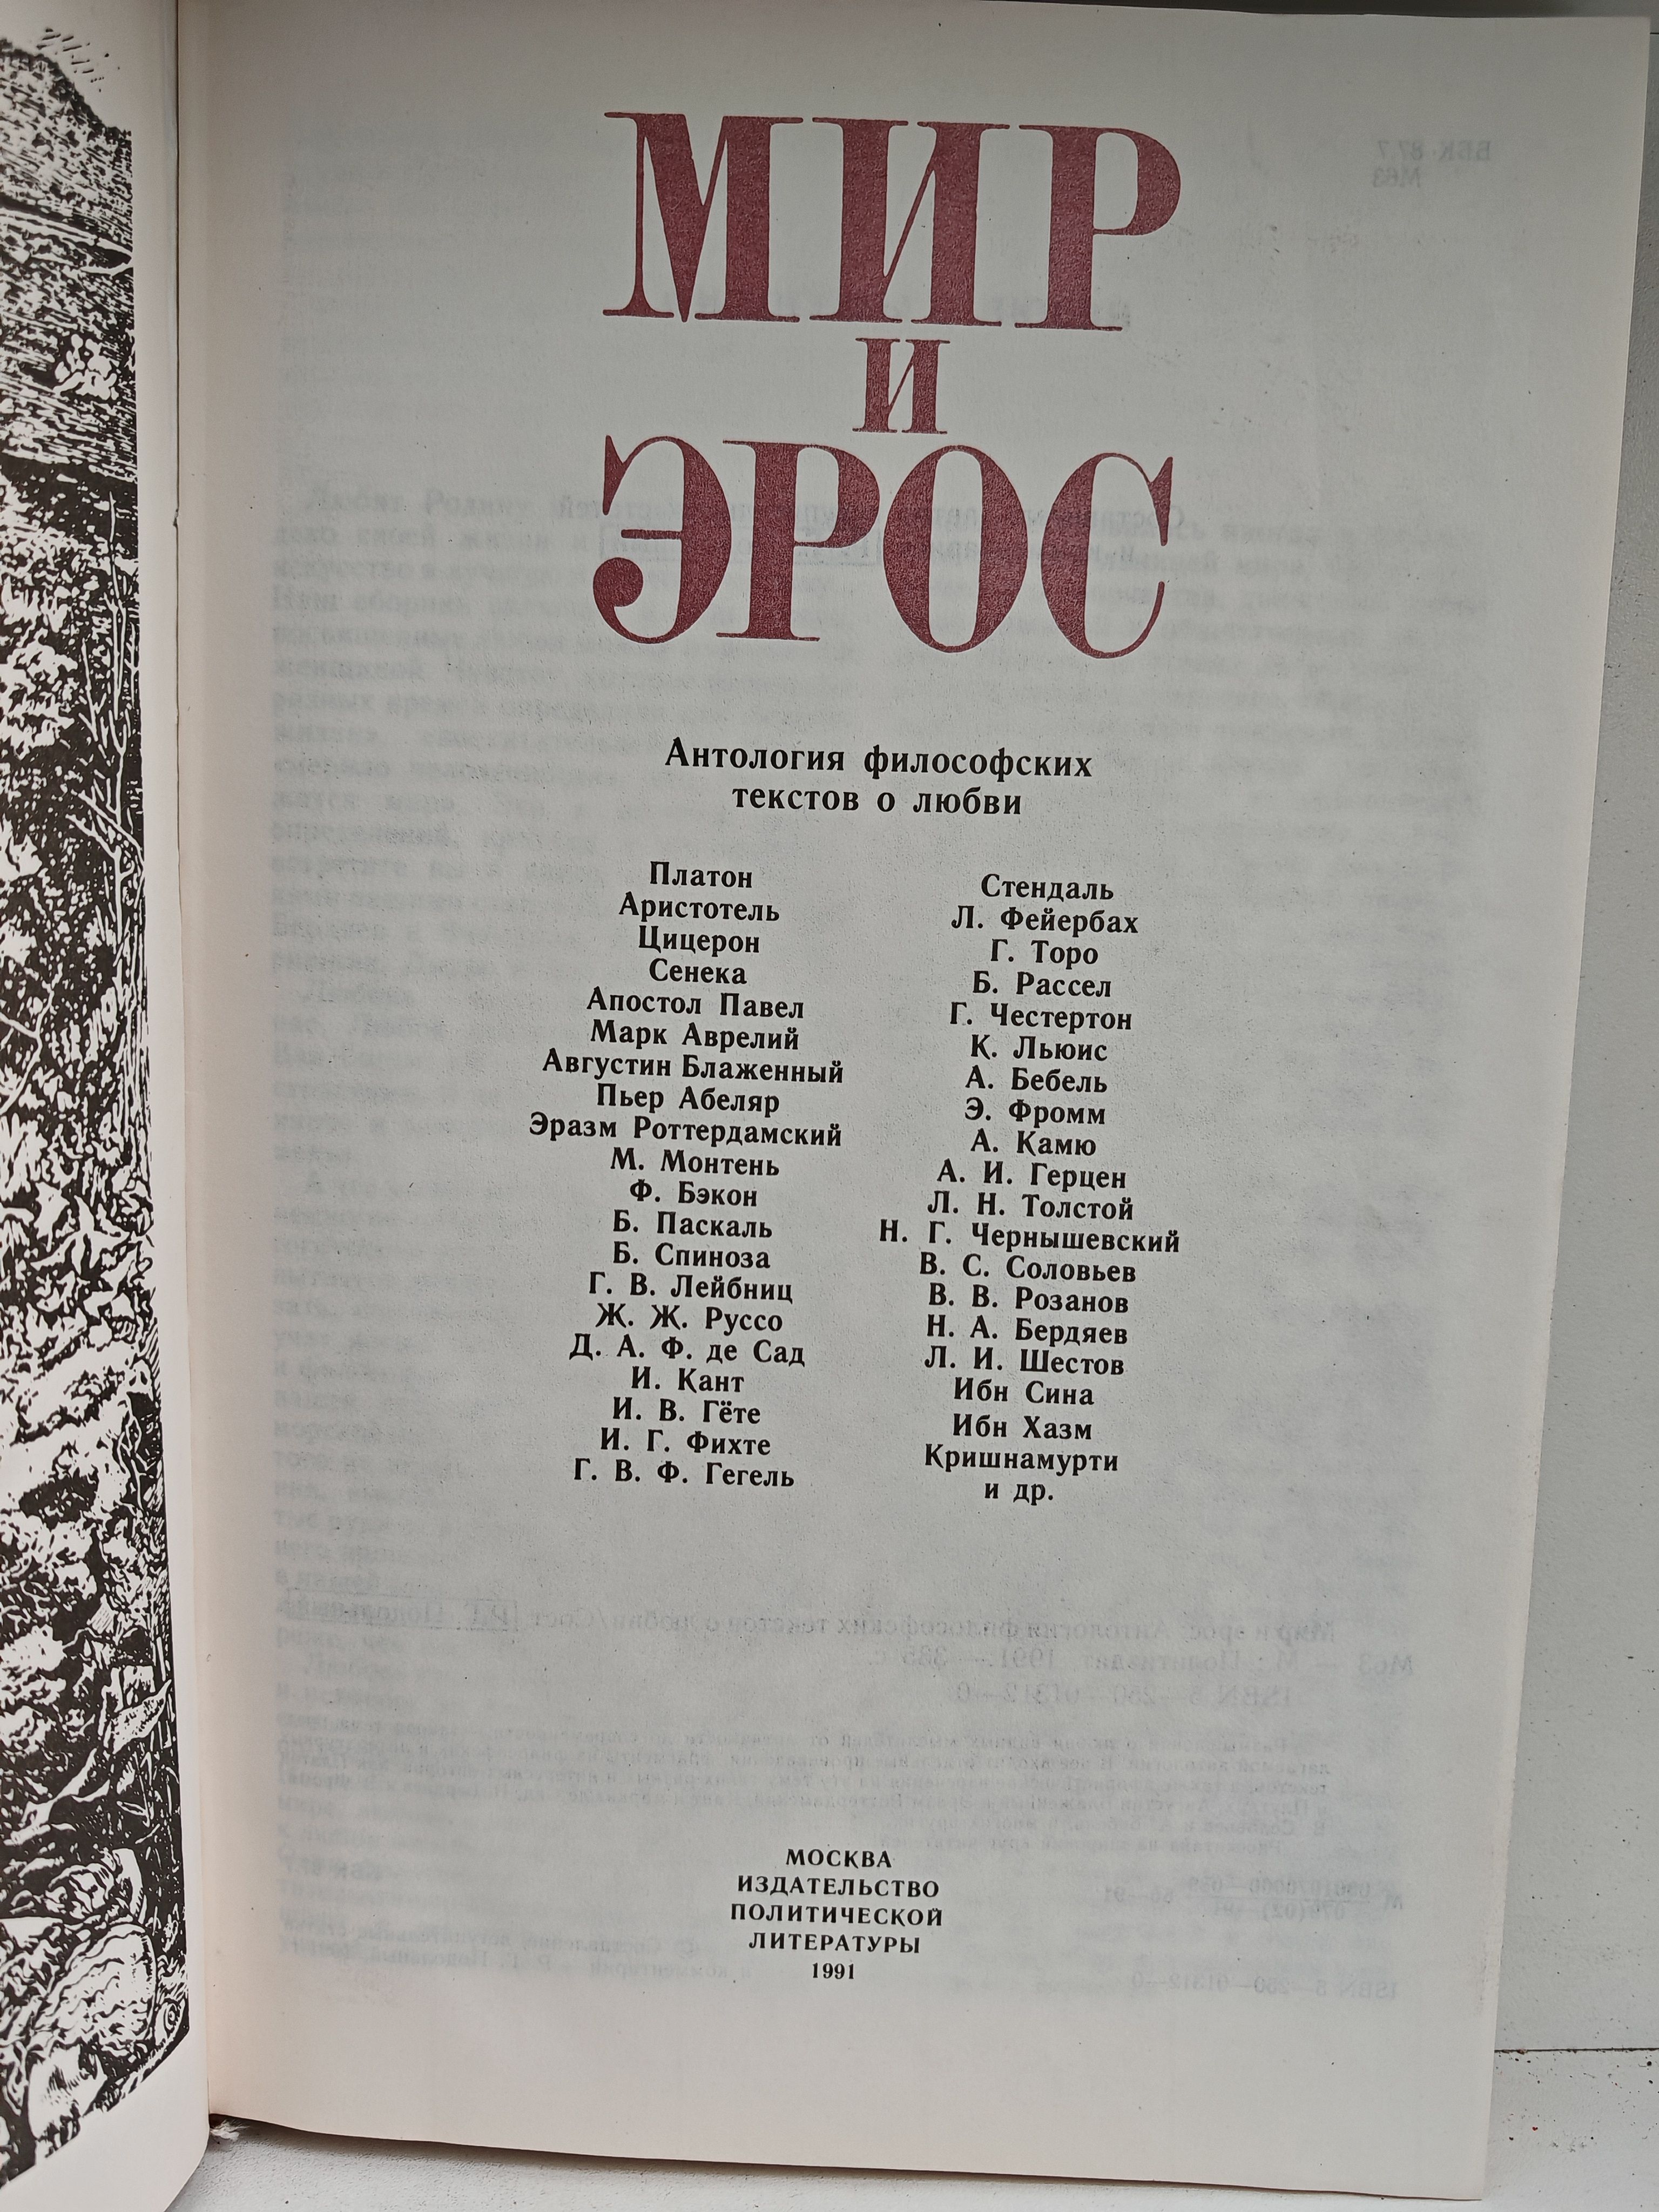 МИР
И
ЭРОС
Антология философских
текстов о любви
Платон
Аристотель
Цицерон
Сенека
Апостол Павел
Марк Аврелий
Августин Блаженный
Пьер Абеляр
Эразм Роттердамский
М. Монтень
Ф. Бэкон
Б. Паскаль
Б. Спиноза
Г. В. Лейбниц
Ж. Ж. Руссо
Д. А. Ф. де Сад
И. Кант
И. В. Гёте
И. Г. Фихте
Г. В. Ф. Гегель
Стендаль
Л. Фейербах
Г. Торо
Б. Рассел
Г. Честертон
К. Льюис
А. Бебель
Э. Фромм
А. Камю
А. И. Герцен
Л. Н. Толстой
Н. Г. Чернышевский
В. С. Соловьев
В. В. Розанов
Н. А. Бердяев
Л. И. Шестов
Ибн Сина
Ибн Хазм
Кришнамурти
и др.
МОСКВА
ИЗДАТЕЛЬСТВО
ПОЛИТИЧЕСКОЙ
ЛИТЕРАТУРЫ
1991